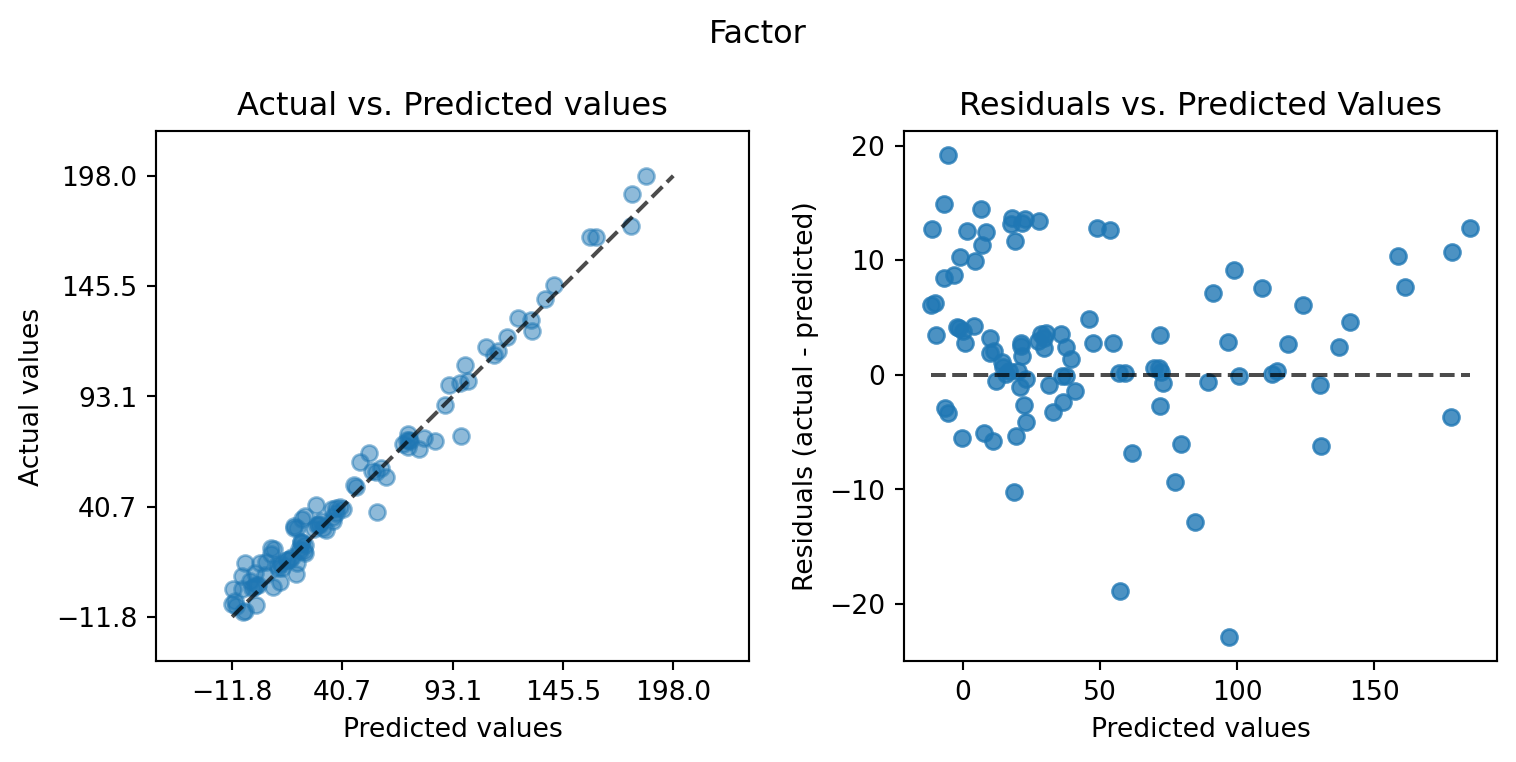 Factor
Actual vs. Predicted values
198.0
145.5
93.1
40.7
−11.8
Actual values
−11.8 40.7 93.1 145.5 198.0
Predicted values
Residuals vs. Predicted Values
20
10
0
−10
−20
Residuals (actual - predicted)
0 50 100 150
Predicted values